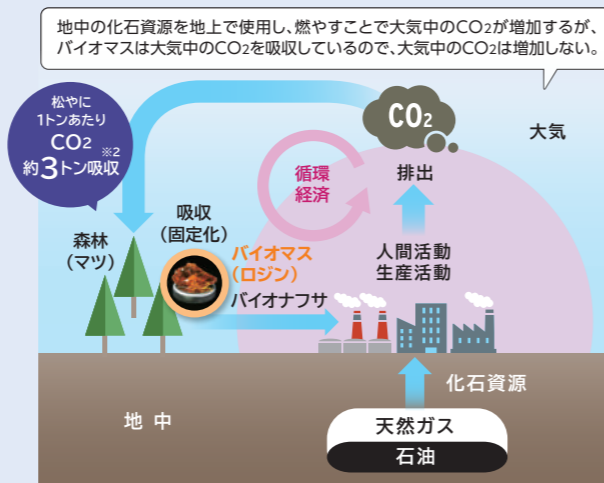 地中の化石資源を地上で使用し、燃やすことで大気中のCO₂が増加するが、
バイオマスは大気中のCO₂を吸収しているので、大気中のCO₂は増加しない。
松やに
1トンあたり
CO₂ ※2
約3トン吸収
CO₂
大気
循環
経済
排出
吸収
(固定化)
森林
(マツ)
バイオマス
(ロジン)
バイオナフサ
人間活動
生産活動
化石資源
地 中
天然ガス
石油